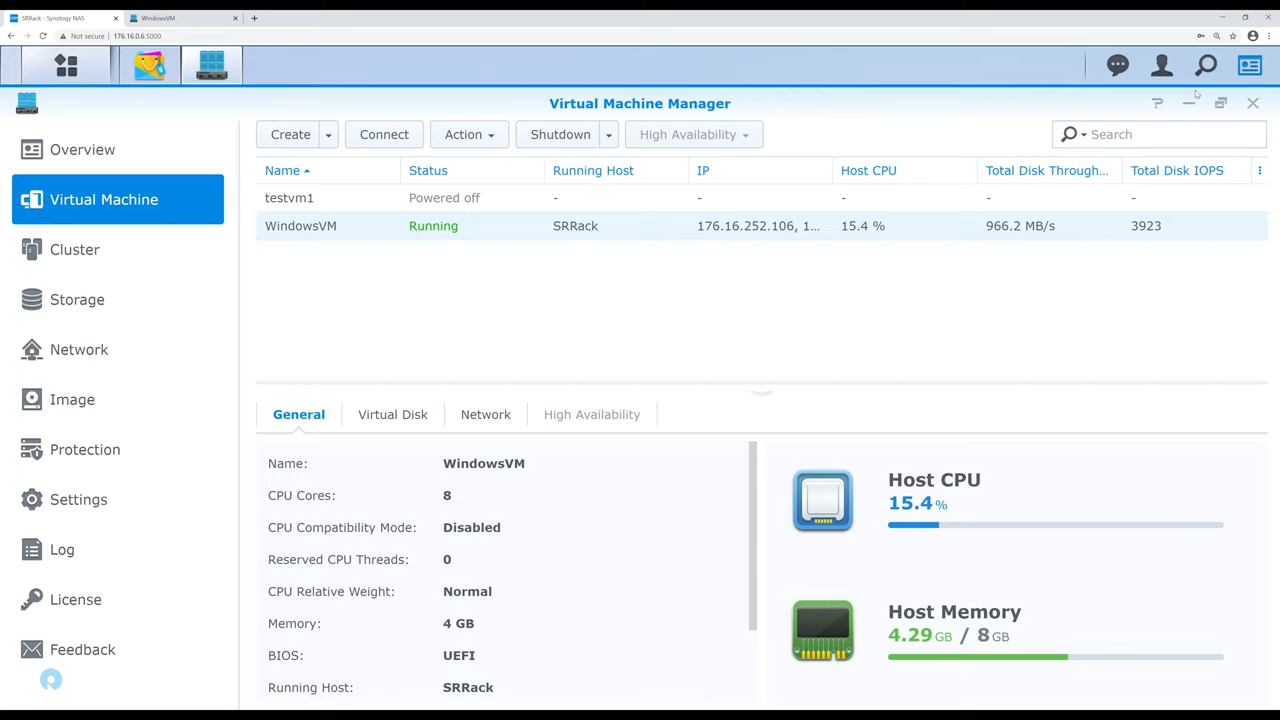 SRRack - Synology NAS
WindowsVM
Not secure | 176.16.0.6:5000
Virtual Machine Manager
Overview
Virtual Machine
Cluster
Storage
Network
Image
Protection
Settings
Log
License
Feedback
Create Connect Action Shutdown High Availability Search
Name Status Running Host IP Host CPU Total Disk Through... Total Disk IOPS
testvm1 Powered off - - - - -
WindowsVM Running SRRack 176.16.252.106, 1... 15.4 % 966.2 MB/s 3923
General Virtual Disk Network High Availability
Name: WindowsVM
CPU Cores: 8
CPU Compatibility Mode: Disabled
Reserved CPU Threads: 0
CPU Relative Weight: Normal
Memory: 4 GB
BIOS: UEFI
Running Host: SRRack
Host CPU
15.4 %
Host Memory
4.29 GB / 8 GB